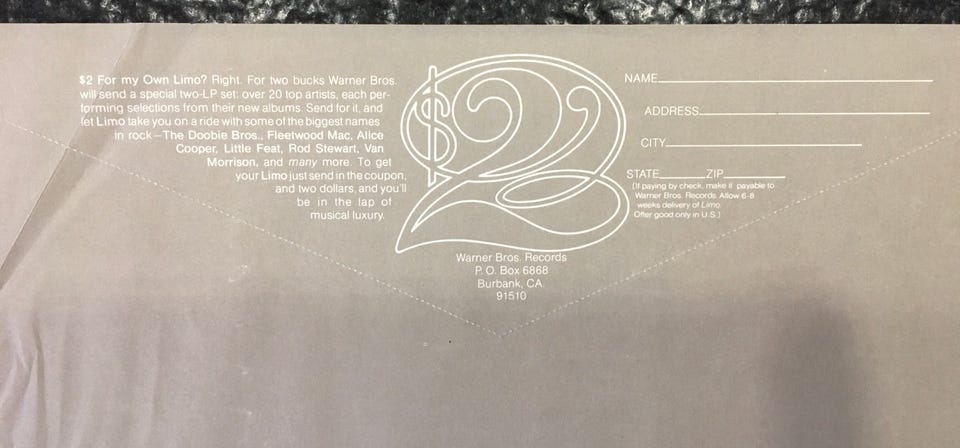 $2 For my Own Limo? Right. For two bucks Warner Bros.
will send a special two-LP set: over 20 top artists, each per-
forming selections from their new albums. Send for it, and
let Limo take you on a ride with some of the biggest names
in rock—The Doobie Bros., Fleetwood Mac, Alice
Cooper, Little Feat, Rod Stewart, Van
Morrison, and many more. To get
your Limo just send in the coupon,
and two dollars, and you'll
be in the lap of
musical luxury.
$2
Warner Bros. Records
P.O. Box 6868
Burbank, CA
91510
NAME
ADDRESS
CITY
STATE ZIP
(If paying by check, make it payable to
Warner Bros. Records. Allow 6-8
weeks delivery of Limo.
Offer good only in U.S.)